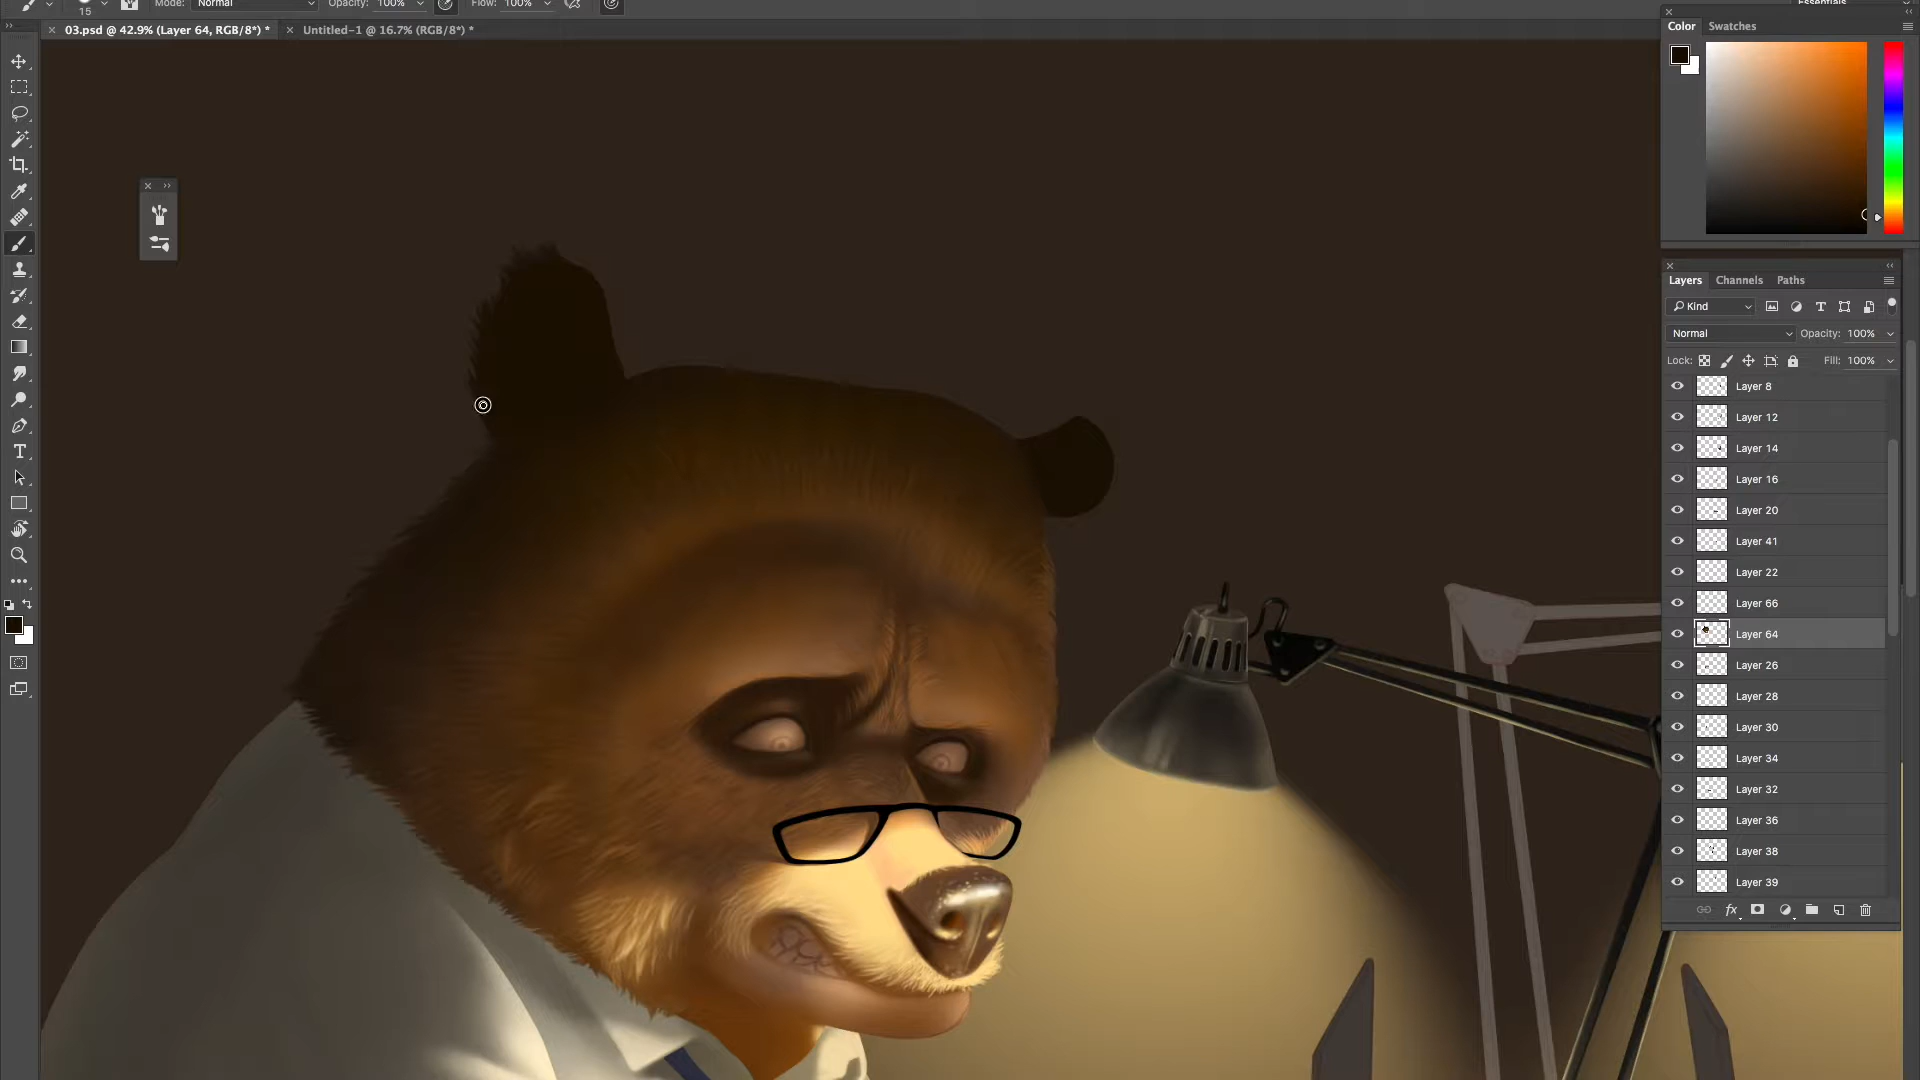 15 Mode: Normal Opacity: 100% Flow: 100% Essentials
03.psd @ 42.9% (Layer 64, RGB/8*) * Untitled-1 @ 16.7% (RGB/8*) *
Color Swatches
Layers Channels Paths
Kind
Normal Opacity: 100%
Lock: Fill: 100%
Layer 8
Layer 12
Layer 14
Layer 16
Layer 20
Layer 41
Layer 22
Layer 66
Layer 64
Layer 26
Layer 28
Layer 30
Layer 34
Layer 32
Layer 36
Layer 38
Layer 39
fx